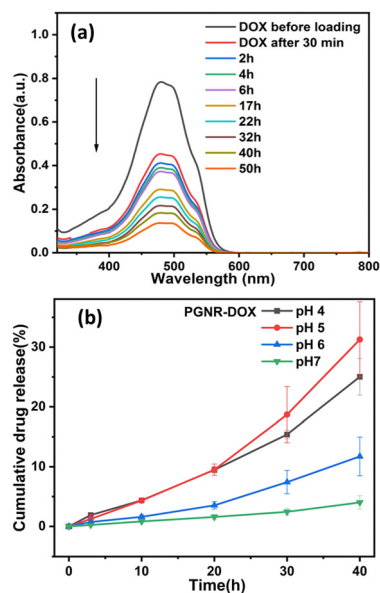 (a)
DOX before loading
DOX after 30 min
2h
4h
6h
17h
22h
32h
40h
50h
Absorbance(a.u.)
1.0
0.8
0.6
0.4
0.2
0.0
400 500 600 700 800
Wavelength (nm)
(b)
PGNR-DOX
pH 4
pH 5
pH 6
pH7
Cumulative drug release(%)
30
20
10
0
0 10 20 30 40
Time(h)